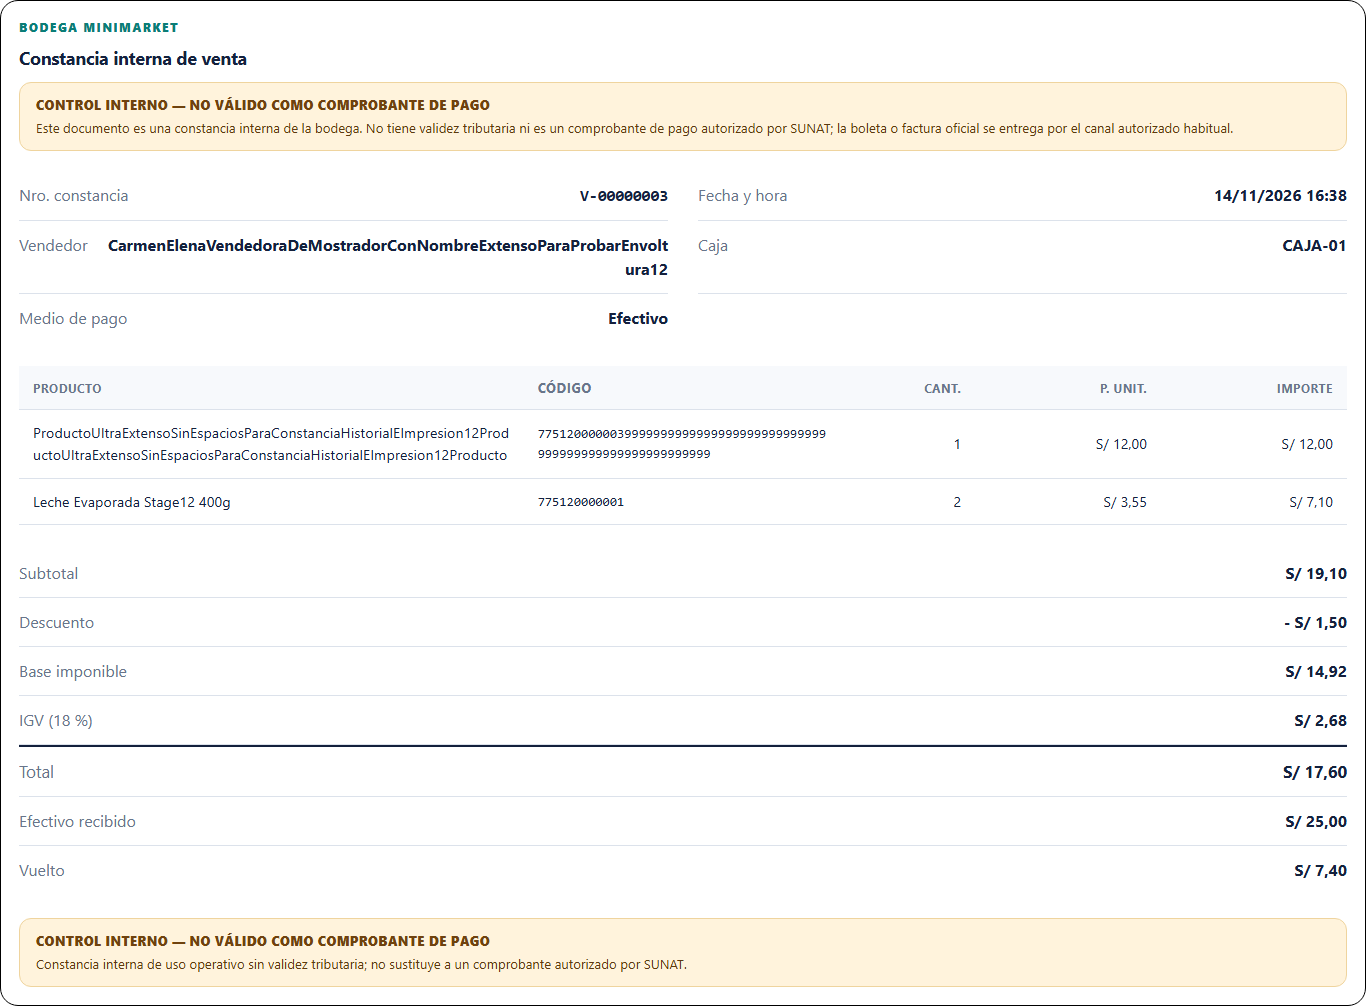 BODEGA MINIMARKET
Constancia interna de venta
CONTROL INTERNO — NO VÁLIDO COMO COMPROBANTE DE PAGO
Este documento es una constancia interna de la bodega. No tiene validez tributaria ni es un comprobante de pago autorizado por SUNAT; la boleta o factura oficial se entrega por el canal autorizado habitual.
Nro. constancia V-00000003 Fecha y hora 14/11/2026 16:38
Vendedor CarmenElenaVendedoraDeMostradorConNombreExtensoParaProbarEnvolt Caja CAJA-01
ura12
Medio de pago Efectivo
PRODUCTO CÓDIGO CANT. P. UNIT. IMPORTE
ProductoUltraExtensoSinEspaciosParaConstanciaHistorialEImpresion12Prod 7751200000039999999999999999999999999999 1 S/ 12,00 S/ 12,00
uctoUltraExtensoSinEspaciosParaConstanciaHistorialEImpresion12Producto 999999999999999999999999
Leche Evaporada Stage12 400g 775120000001 2 S/ 3,55 S/ 7,10
Subtotal S/ 19,10
Descuento - S/ 1,50
Base imponible S/ 14,92
IGV (18 %) S/ 2,68
Total S/ 17,60
Efectivo recibido S/ 25,00
Vuelto S/ 7,40
CONTROL INTERNO — NO VÁLIDO COMO COMPROBANTE DE PAGO
Constancia interna de uso operativo sin validez tributaria; no sustituye a un comprobante autorizado por SUNAT.